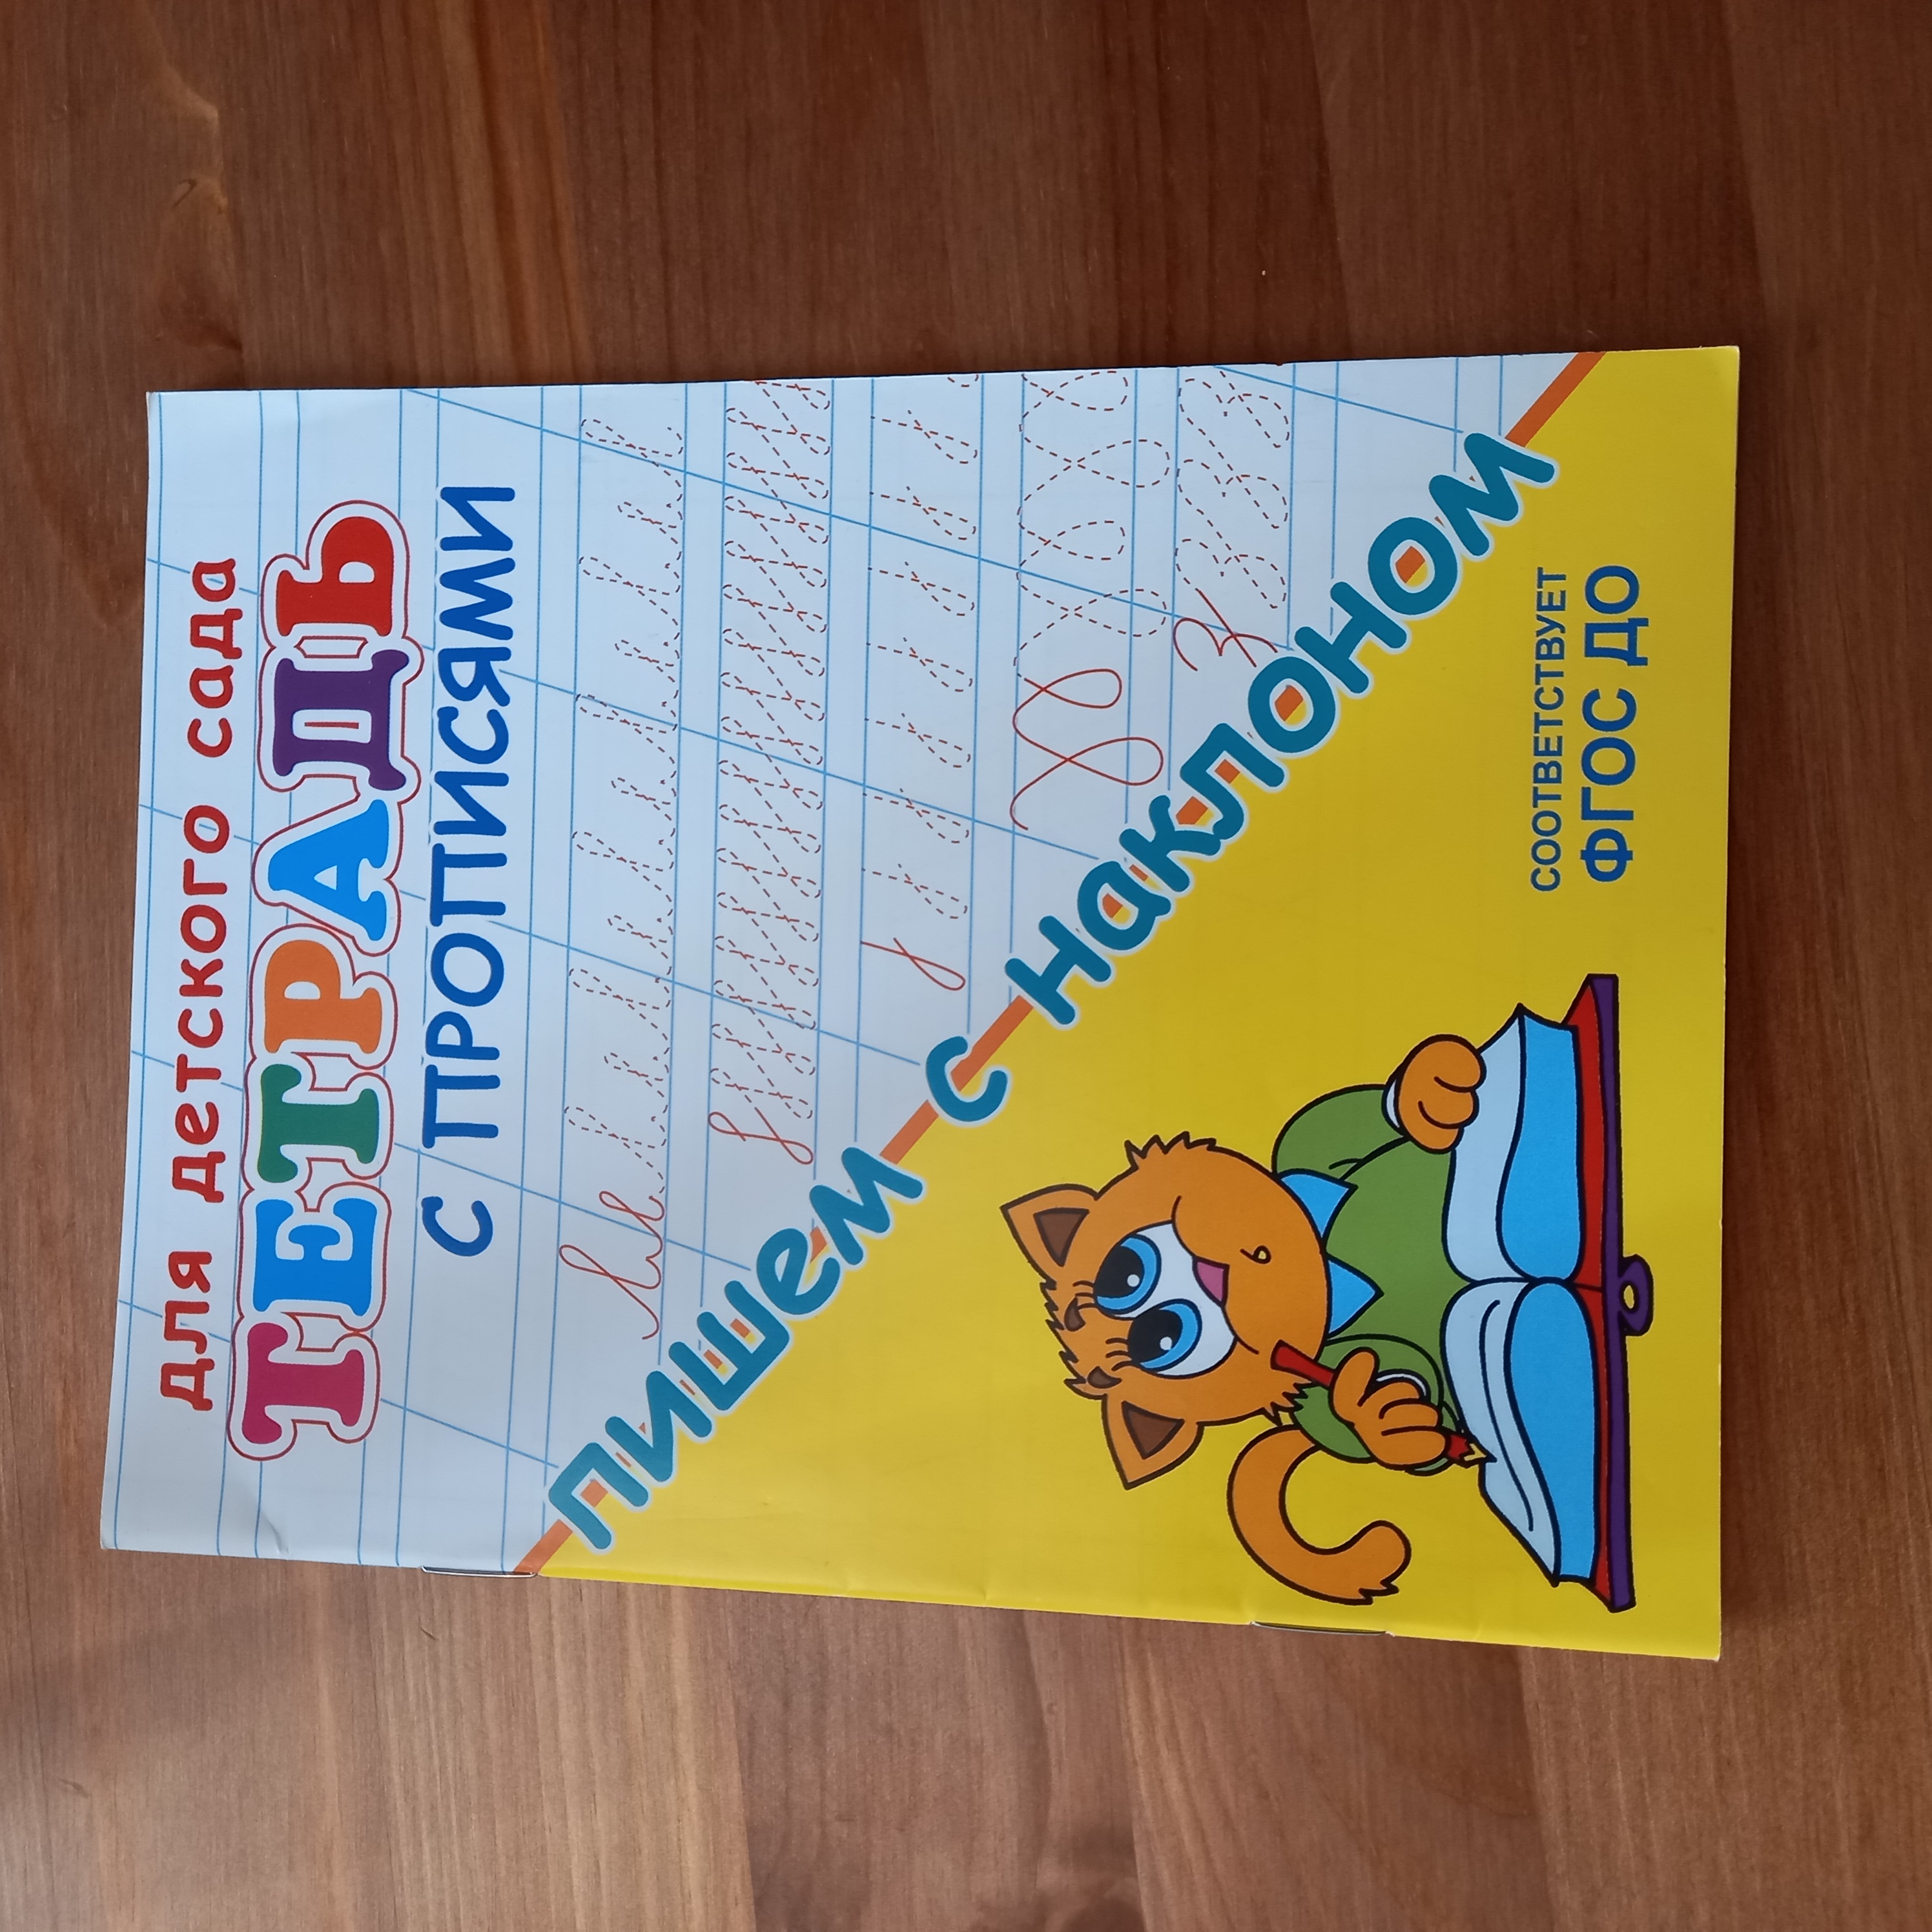 для детского сада
ТЕТРАДЬ
с прописями
пишем с наклоном
СООТВЕТСТВУЕТ
ФГОС ДО